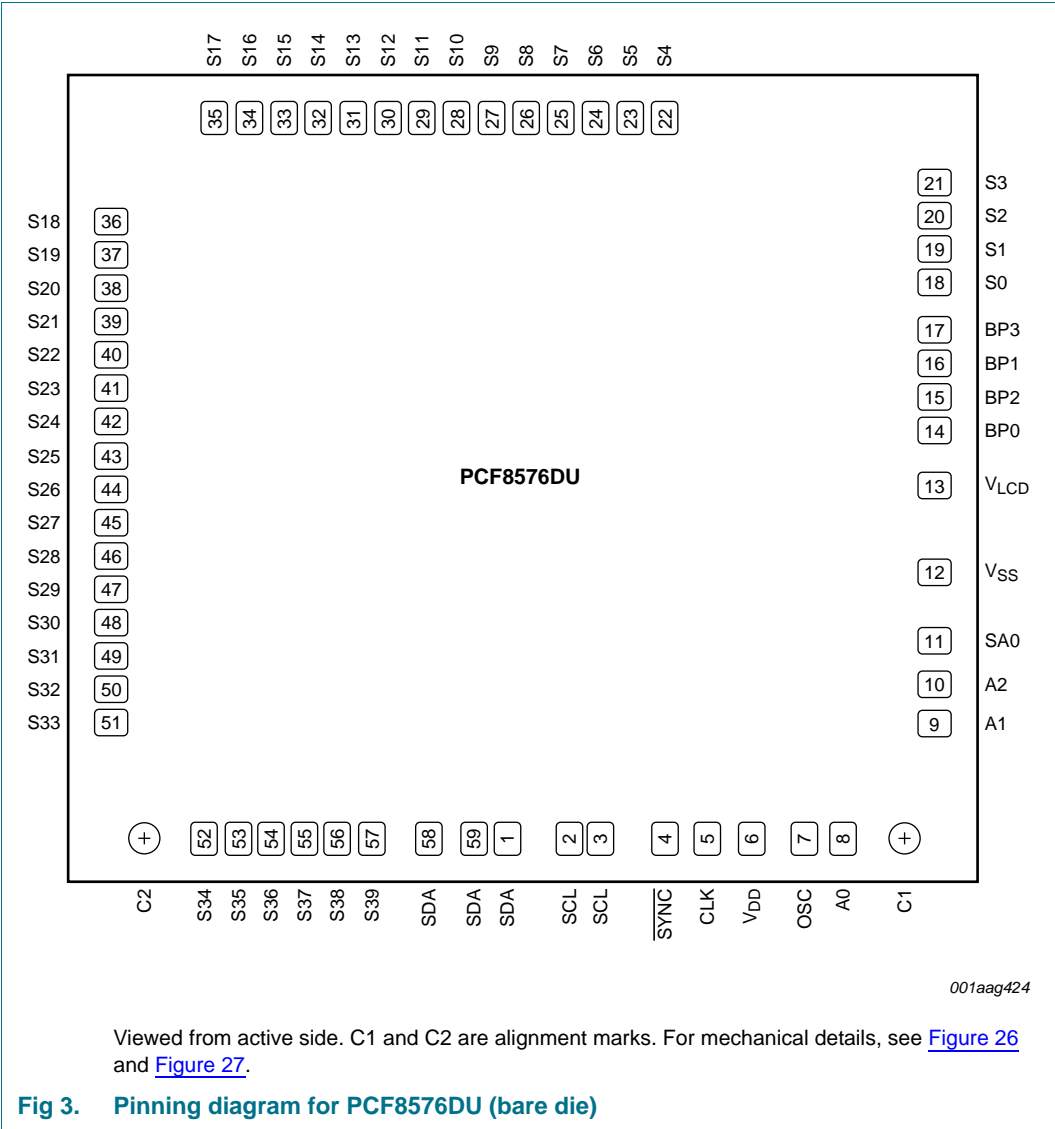 S17 S16 S15 S14 S13 S12 S11 S10 S9 S8 S7 S6 S5 S4
35 34 33 32 31 30 29 28 27 26 25 24 23 22
21 S3
S18 36 20 S2
S19 37 19 S1
S20 38 18 S0
S21 39 17 BP3
S22 40 16 BP1
S23 41 15 BP2
S24 42 14 BP0
S25 43
PCF8576DU
S26 44 13 VLCD
S27 45
S28 46
S29 47 12 VSS
S30 48
S31 49 11 SA0
S32 50 10 A2
S33 51 9 A1
52 53 54 55 56 57 58 59 1 2 3 4 5 6 7 8
C2 S34 S35 S36 S37 S38 S39 SDA SDA SDA SCL SCL SYNC CLK VDD OSC A0 C1
001aag424
Viewed from active side. C1 and C2 are alignment marks. For mechanical details, see Figure 26
and Figure 27.
Fig 3. Pinning diagram for PCF8576DU (bare die)